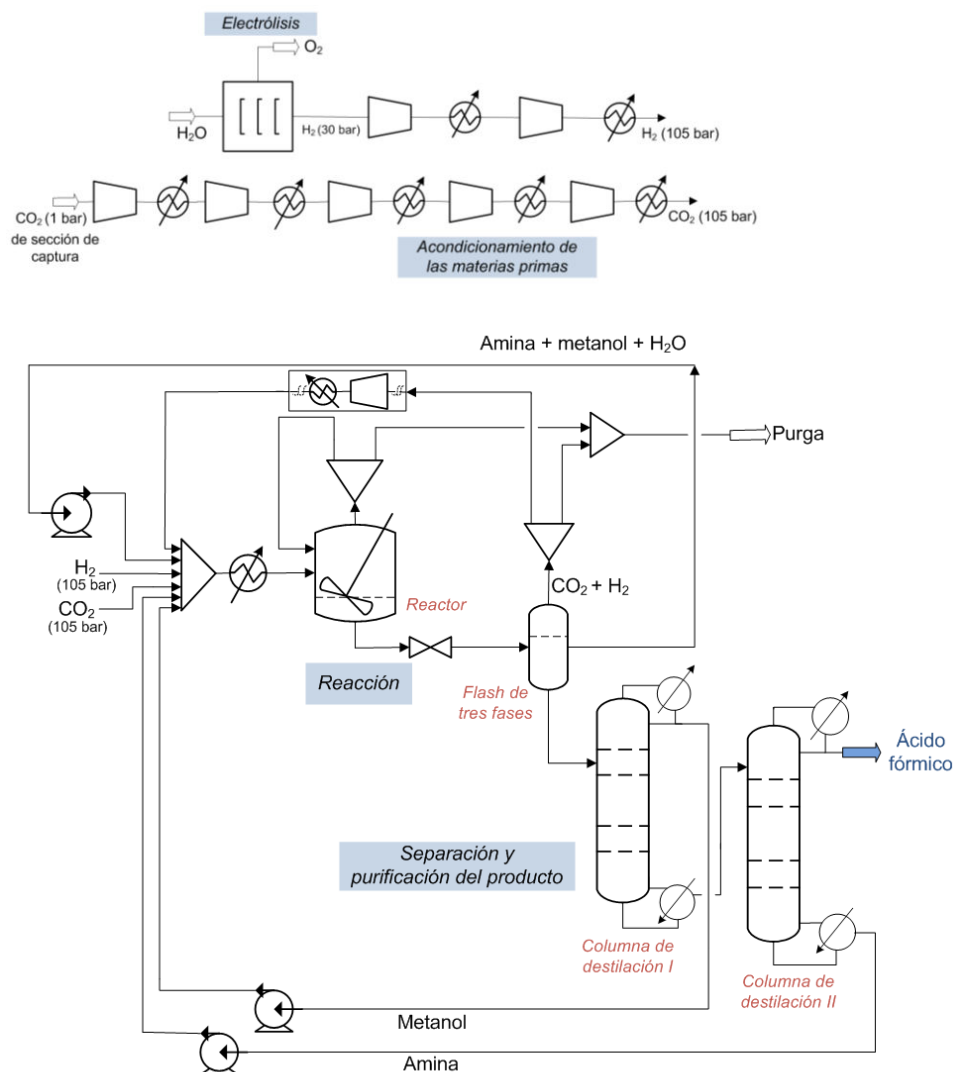 Electrólisis
O₂
H₂O
H₂ (30 bar)
H₂ (105 bar)
CO₂ (1 bar)
de sección de
captura
CO₂ (105 bar)
Acondicionamiento de
las materias primas
Amina + metanol + H₂O
Purga
H₂
(105 bar)
CO₂
(105 bar)
CO₂ + H₂
Reactor
Reacción
Flash de
tres fases
Ácido
fórmico
Separación y
purificación del producto
Columna de
destilación I
Columna de
destilación II
Metanol
Amina